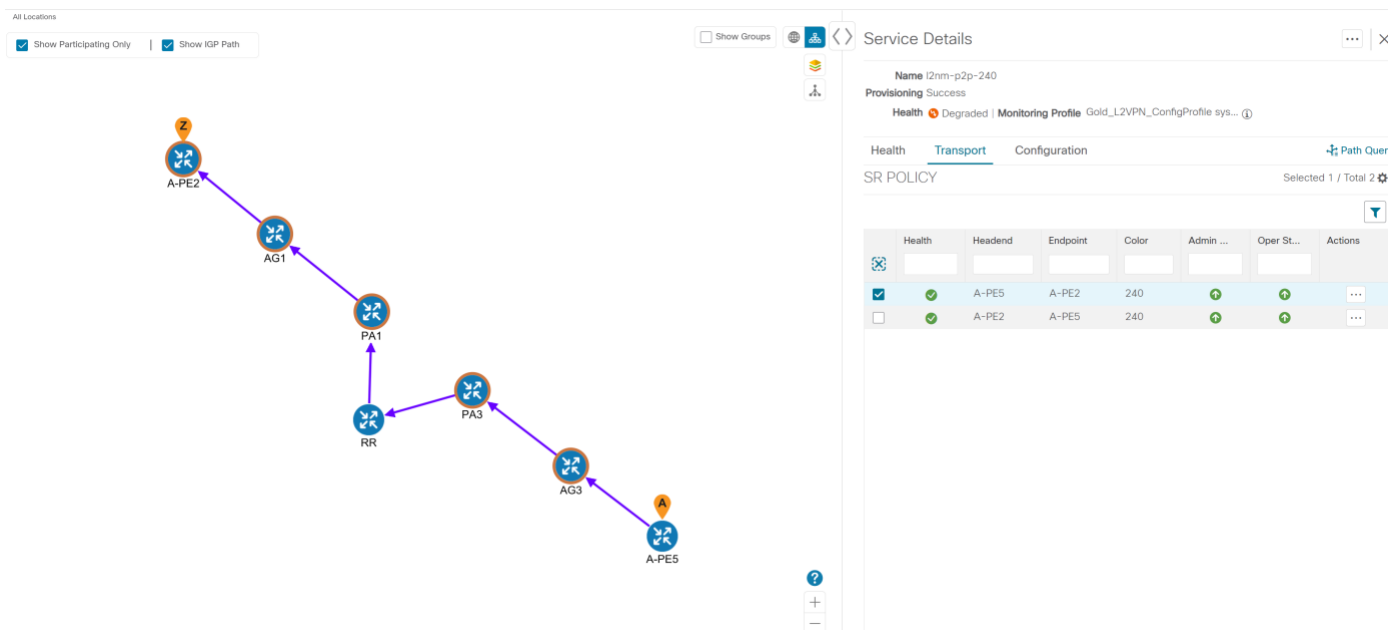 All Locations
Show Participating Only | Show IGP Path
Show Groups
Z
A-PE2
AG1
PA1
PA3
RR
AG3
A
A-PE5
?
Service Details
Name l2nm-p2p-240
Provisioning Success
Health Degraded | Monitoring Profile Gold_L2VPN_ConfigProfile sys...
Health Transport Configuration Path Quer
SR POLICY Selected 1 / Total 2
Health Headend Endpoint Color Admin ... Oper St... Actions
A-PE5 A-PE2 240
A-PE2 A-PE5 240